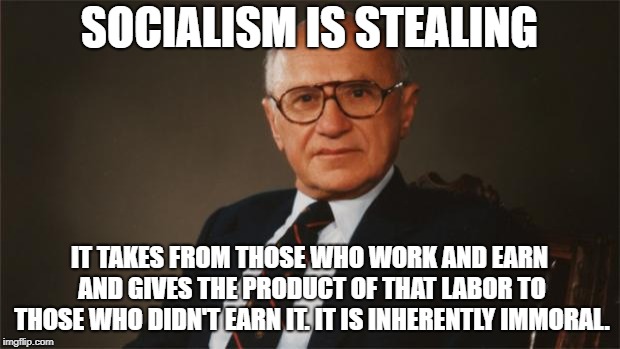 SOCIALISM IS STEALING
IT TAKES FROM THOSE WHO WORK AND EARN
AND GIVES THE PRODUCT OF THAT LABOR TO
THOSE WHO DIDN'T EARN IT. IT IS INHERENTLY IMMORAL.
imgflip.com